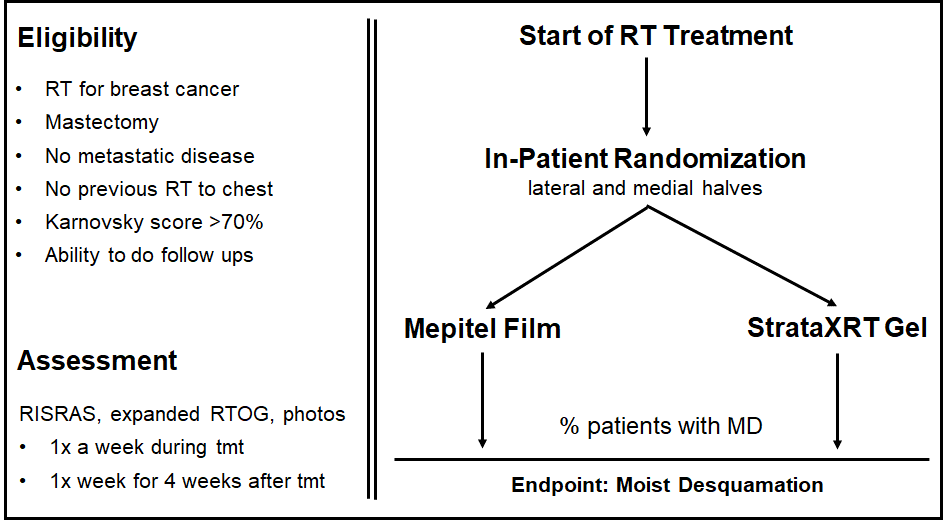 Eligibility
• RT for breast cancer
• Mastectomy
• No metastatic disease
• No previous RT to chest
• Karnovsky score >70%
• Ability to do follow ups
Assessment
RISRAS, expanded RTOG, photos
• 1x a week during tmt
• 1x week for 4 weeks after tmt
Start of RT Treatment
In-Patient Randomization
lateral and medial halves
Mepitel Film
StrataXRT Gel
% patients with MD
Endpoint: Moist Desquamation